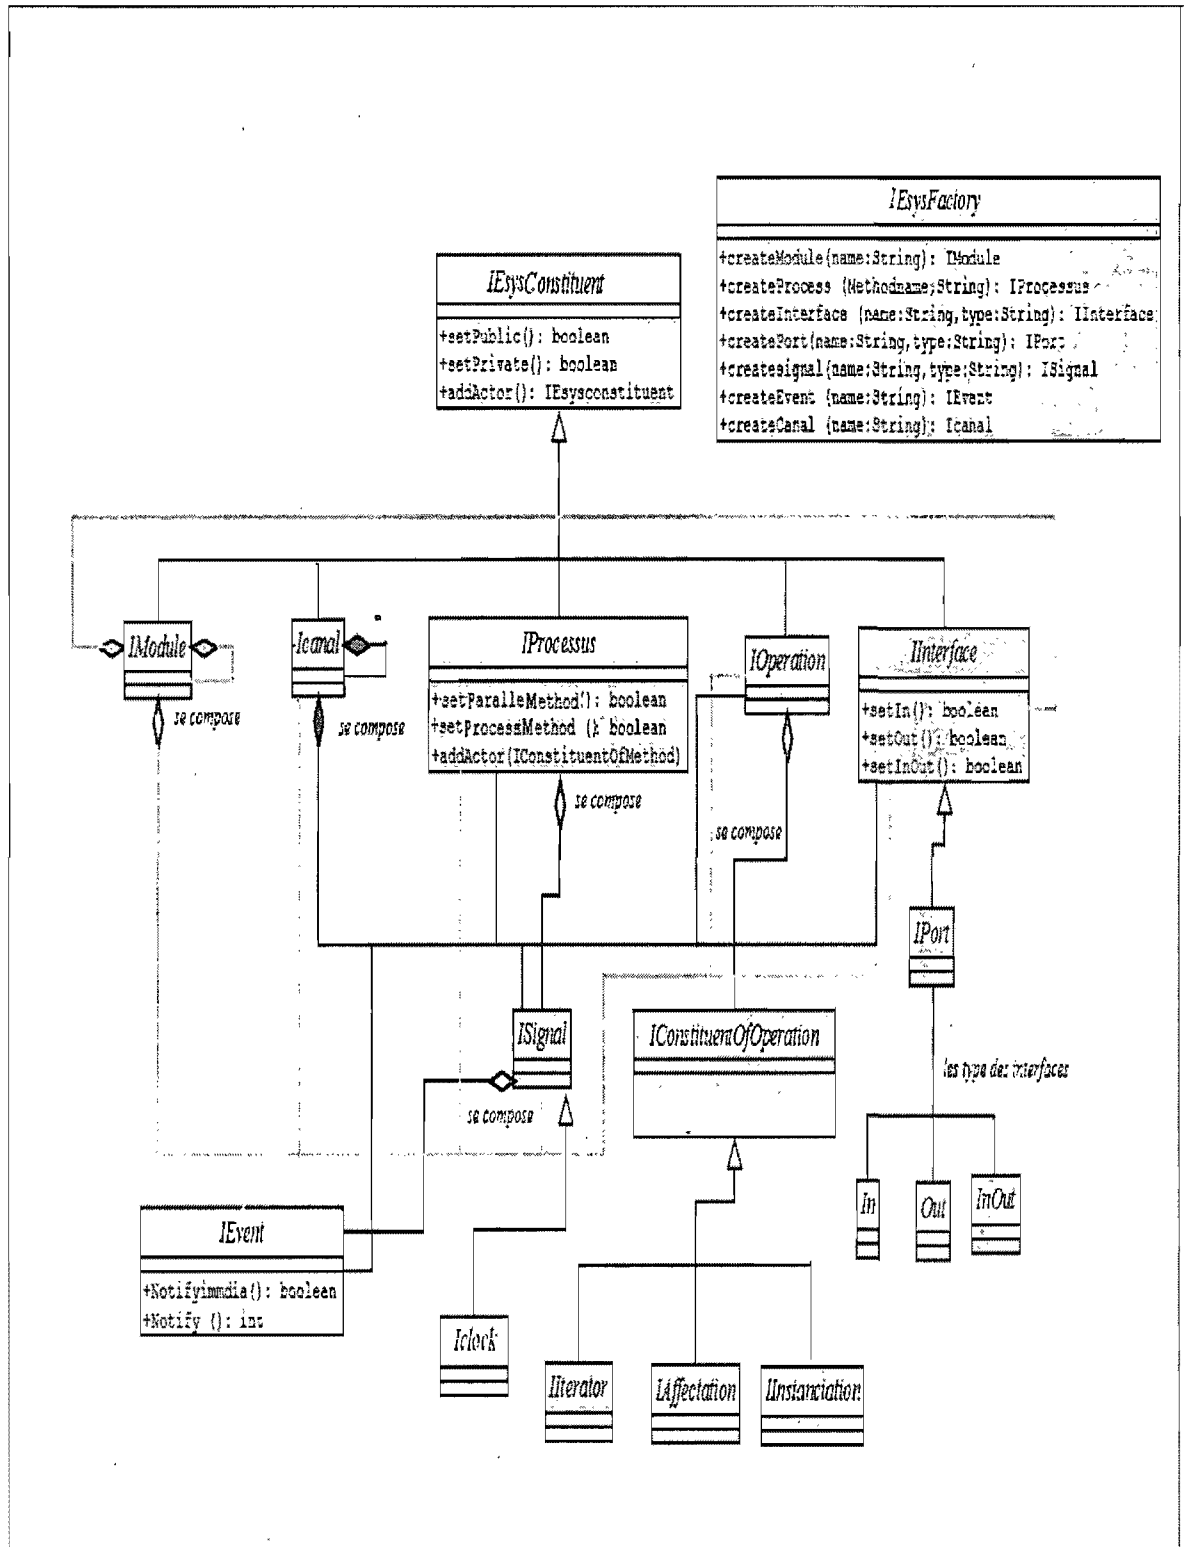 IEsysFactory
+createModule(name:String): IModule
+createProcess (Methodname;String): IProcessus
+createInterface (name:String,type:String): IInterface
+createPort(name:String,type:String): IPort
+createsignal(name:String,type:String): ISignal
+createEvent (name:String): IEvent
+createCanal (name:String): Icanal
IEsysConstituent
+setPublic(): boolean
+setPrivate(): boolean
+addActor(): IEsysconstituent
IModule
se compose
Icanal
se compose
IProcessus
+setParalleMethod(): boolean
+setProcessMethod (): boolean
+addActor(IConstituentOfMethod)
se compose
IOperation
se compose
IInterface
+setIn(): boolean
+setOut(): boolean
+setInOut(): boolean
IPort
les type des interfaces
In
Out
InOut
ISignal
se compose
IConstituentOfOperation
IEvent
+Notifyimmdia(): boolean
+Notify (): int
Iclock
IIterator
IAffectation
IInstanciation